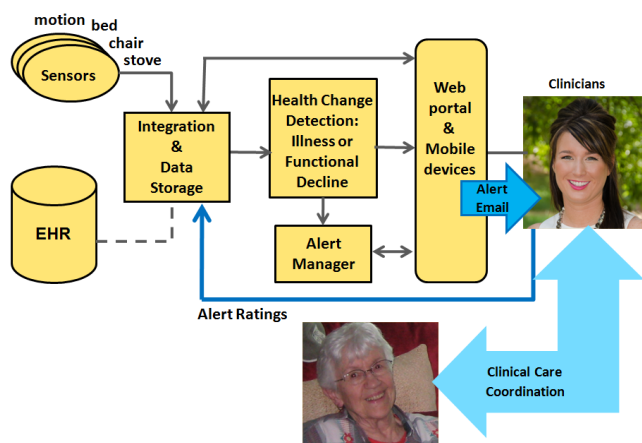 motion
bed
chair
stove
Sensors
Integration
&
Data
Storage
EHR
Health Change
Detection:
Illness or
Functional
Decline
Alert
Manager
Web
portal
&
Mobile
devices
Clinicians
Alert
Email
Alert Ratings
Clinical Care
Coordination